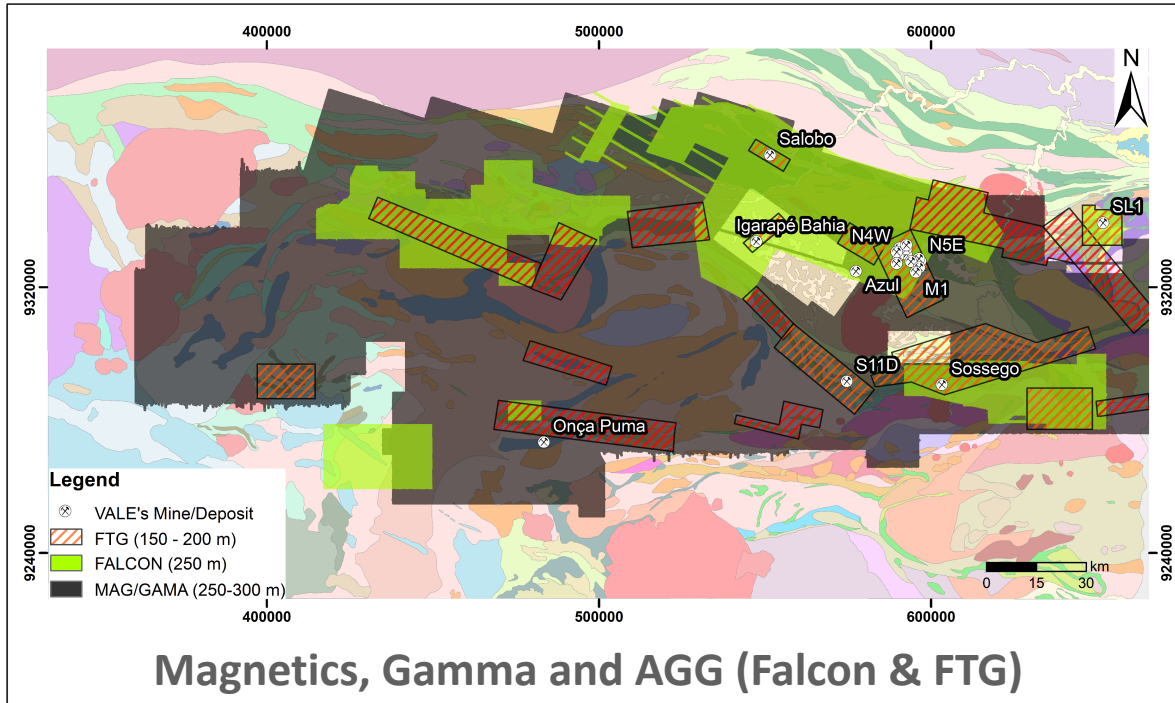 400000 500000 600000
N
Salobo
SL1
Igarapé Bahia
N4W
N5E
Azul
M1
9320000 9320000
S11D
Sossego
Onça Puma
Legend
VALE's Mine/Deposit
FTG (150 - 200 m)
FALCON (250 m)
MAG/GAMA (250-300 m)
9240000 9240000
km
0 15 30
400000 500000 600000
Magnetics, Gamma and AGG (Falcon & FTG)